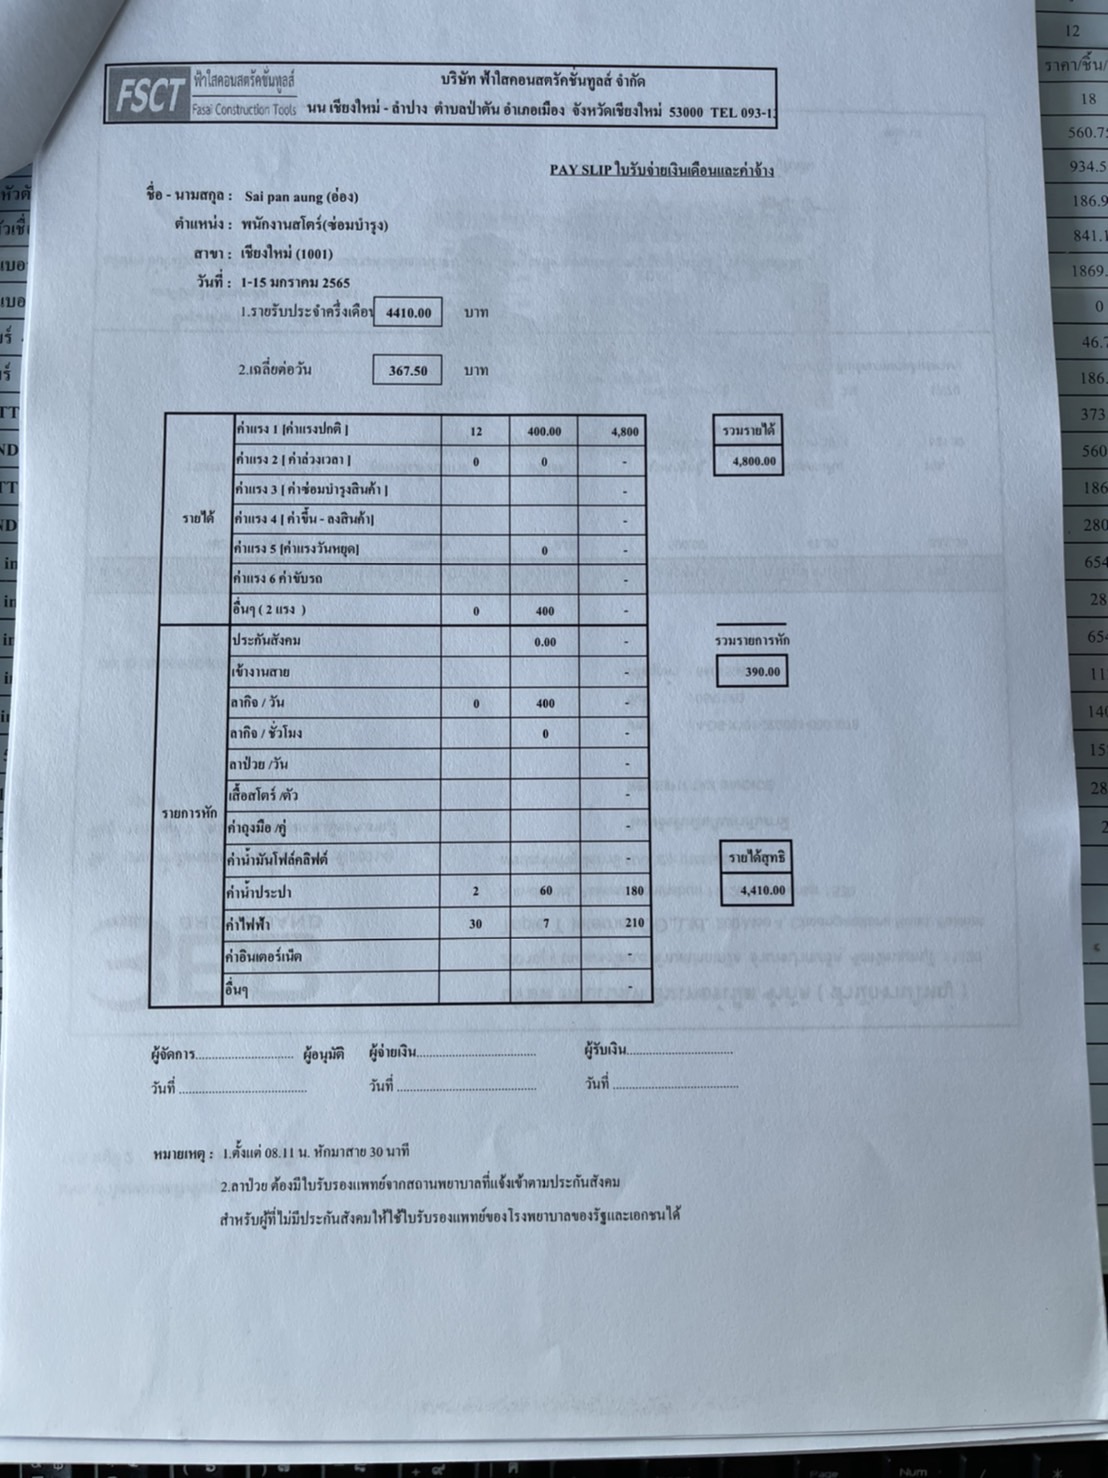 FSCT ฟ้าใสคอนสตรัคชั่นทูลส์ บริษัท ฟ้าใสคอนสตรัคชั่นทูลส์ จำกัด
Fasai Construction Tools นน เชียงใหม่ - ลำปาง ตำบลป่าตัน อำเภอเมือง จังหวัดเชียงใหม่ 53000 TEL 093-1
PAY SLIP ใบรับจ่ายเงินเดือนและค่าจ้าง
ชื่อ - นามสกุล : Sai pan aung (อ่อง)
ตำแหน่ง : พนักงานสโตร์(ซ่อมบำรุง)
สาขา : เชียงใหม่ (1001)
วันที่ : 1-15 มกราคม 2565
1.รายรับประจำครึ่งเดือน 4410.00 บาท
2.เฉลี่ยต่อวัน 367.50 บาท
ค่าแรง 1 [ค่าแรงปกติ ] 12 400.00 4,800 รวมรายได้
ค่าแรง 2 [ ค่าล่วงเวลา ] 0 0 - 4,800.00
ค่าแรง 3 [ ค่าซ่อมบำรุงสินค้า ] -
รายได้ ค่าแรง 4 [ ค่าขึ้น - ลงสินค้า] -
ค่าแรง 5 [ค่าแรงวันหยุด] 0 -
ค่าแรง 6 ค่าขับรถ -
อื่นๆ ( 2 แรง ) 0 400 -
ประกันสังคม 0.00 - รวมรายการหัก
เข้างานสาย - 390.00
ลากิจ / วัน 0 400 -
ลากิจ / ชั่วโมง 0 -
ลาป่วย /วัน -
เสื้อสโตร์ /ตัว -
รายการหัก ค่าถุงมือ /คู่ -
ค่าน้ำมันโฟล์คลิฟต์ - รายได้สุทธิ
ค่าน้ำประปา 2 60 180 4,410.00
ค่าไฟฟ้า 30 7 210
ค่าอินเตอร์เน็ต -
อื่นๆ -
ผู้จัดการ............................ ผู้อนุมัติ ผู้จ่ายเงิน.................................. ผู้รับเงิน..............................
วันที่ .................................... วันที่ ........................................ วันที่ ....................................
หมายเหตุ : 1.ตั้งแต่ 08.11 น. หักมาสาย 30 นาที
2.ลาป่วย ต้องมีใบรับรองแพทย์จากสถานพยาบาลที่แจ้งเข้าตามประกันสังคม
สำหรับผู้ที่ไม่มีประกันสังคมให้ใช้ใบรับรองแพทย์ของโรงพยาบาลของรัฐและเอกชนได้
12
ราคา/ชิ้น/
18
560.75
934.5
186.9
841.1
1869.
0
46.7
186.
373
560
186
280
654
28
654
11
140
15
28
2